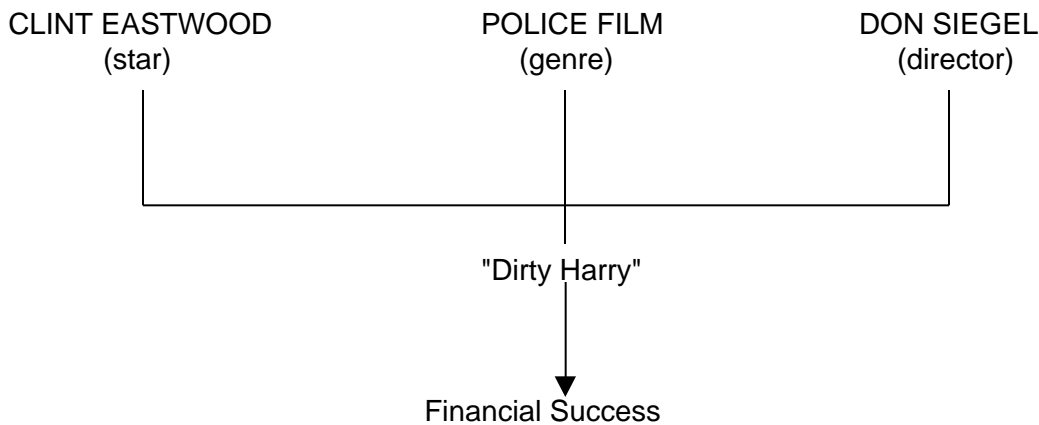 CLINT EASTWOOD
(star)
POLICE FILM
(genre)
DON SIEGEL
(director)
"Dirty Harry"
Financial Success